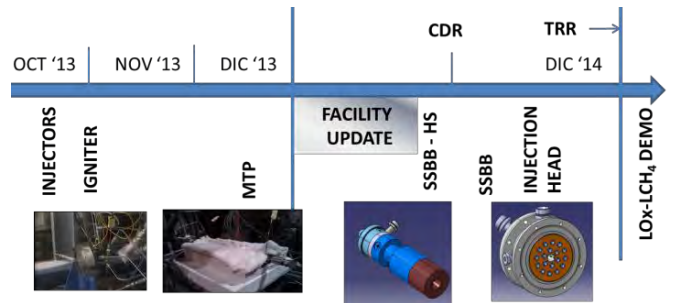 CDR
TRR
OCT ‘13
NOV ‘13
DIC ‘13
DIC ‘14
INJECTORS
IGNITER
MTP
FACILITY
UPDATE
SSBB - HS
SSBB
INJECTION
HEAD
LOx-LCH₄ DEMO